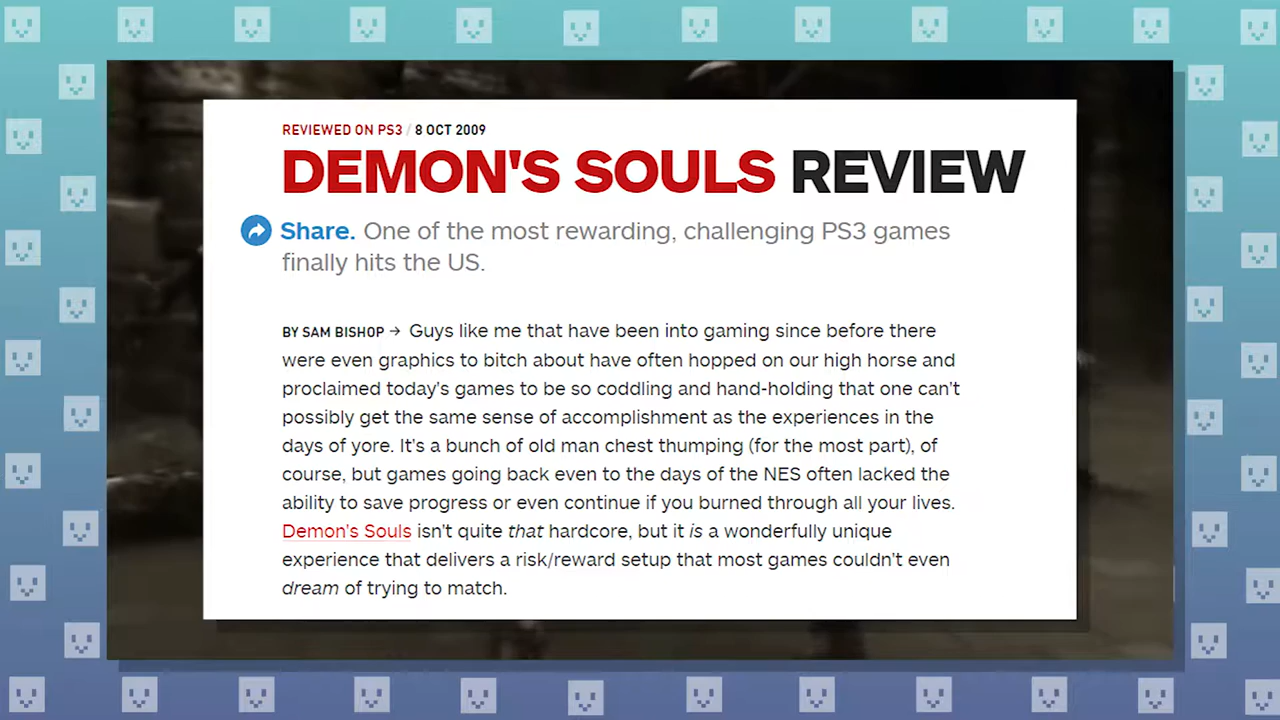 REVIEWED ON PS3 / 8 OCT 2009
DEMON'S SOULS REVIEW
Share. One of the most rewarding, challenging PS3 games
finally hits the US.
BY SAM BISHOP → Guys like me that have been into gaming since before there
were even graphics to bitch about have often hopped on our high horse and
proclaimed today's games to be so coddling and hand-holding that one can't
possibly get the same sense of accomplishment as the experiences in the
days of yore. It's a bunch of old man chest thumping (for the most part), of
course, but games going back even to the days of the NES often lacked the
ability to save progress or even continue if you burned through all your lives.
Demon's Souls isn't quite that hardcore, but it is a wonderfully unique
experience that delivers a risk/reward setup that most games couldn't even
dream of trying to match.